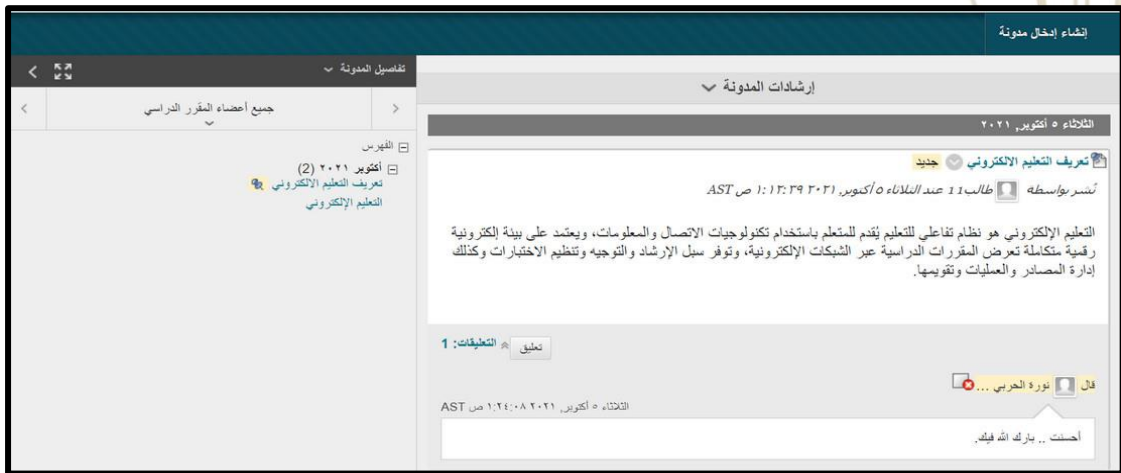 إنشاء إدخال مدونة
إرشادات المدونة
الثلاثاء ٥ أكتوبر, ٢٠٢١
تعريف التعليم الالكتروني جديد
نُشر بواسطة طالب11 عند الثلاثاء ٥ أكتوبر, ٢٠٢١ ١:١٢:٣٩ ص AST
التعليم الإلكتروني هو نظام تفاعلي للتعليم يُقدم للمتعلم باستخدام تكنولوجيات الاتصال والمعلومات، ويعتمد على بيئة إلكترونية
رقمية متكاملة تعرض المقررات الدراسية عبر الشبكات الإلكترونية، وتوفر سبل الإرشاد والتوجيه وتنظيم الاختبارات وكذلك
إدارة المصادر والعمليات وتقويمها.
تعليق التعليقات: 1
قال نورة الحربي ...
الثلاثاء ٥ أكتوبر, ٢٠٢١ ١:٢٤:٠٨ ص AST
أحسنت .. بارك الله فيك.
تفاصيل المدونة
جميع أعضاء المقرر الدراسي
الفهرس
أكتوبر ٢٠٢١ (2)
تعريف التعليم الالكتروني
التعليم الإلكتروني